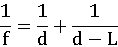 1/f = 1/d + 1/(d − L)